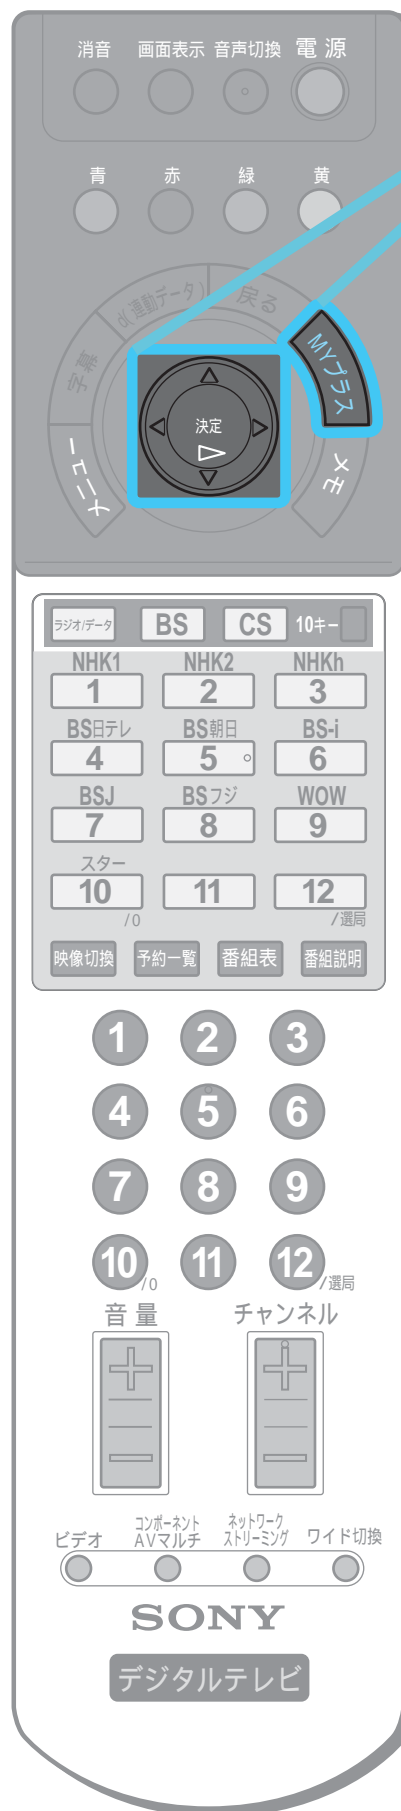 消音 画面表示 音声切換 電源
青 赤 緑 黄
字幕 d(連動データ) 戻る MYプラス
決定
メニュー メモ
ラジオ/データ BS CS 10キー
NHK1 NHK2 NHKh
1 2 3
BS日テレ BS朝日 BS-i
4 5 6
BSJ BSフジ WOW
7 8 9
スター
10 11 12
/0 /選局
映像切換 予約一覧 番組表 番組説明
1 2 3
4 5 6
7 8 9
10/0 11 12/選局
音量 チャンネル
ビデオ コンポーネント ネットワーク ワイド切換
AVマルチ ストリーミング
SONY
デジタルテレビ